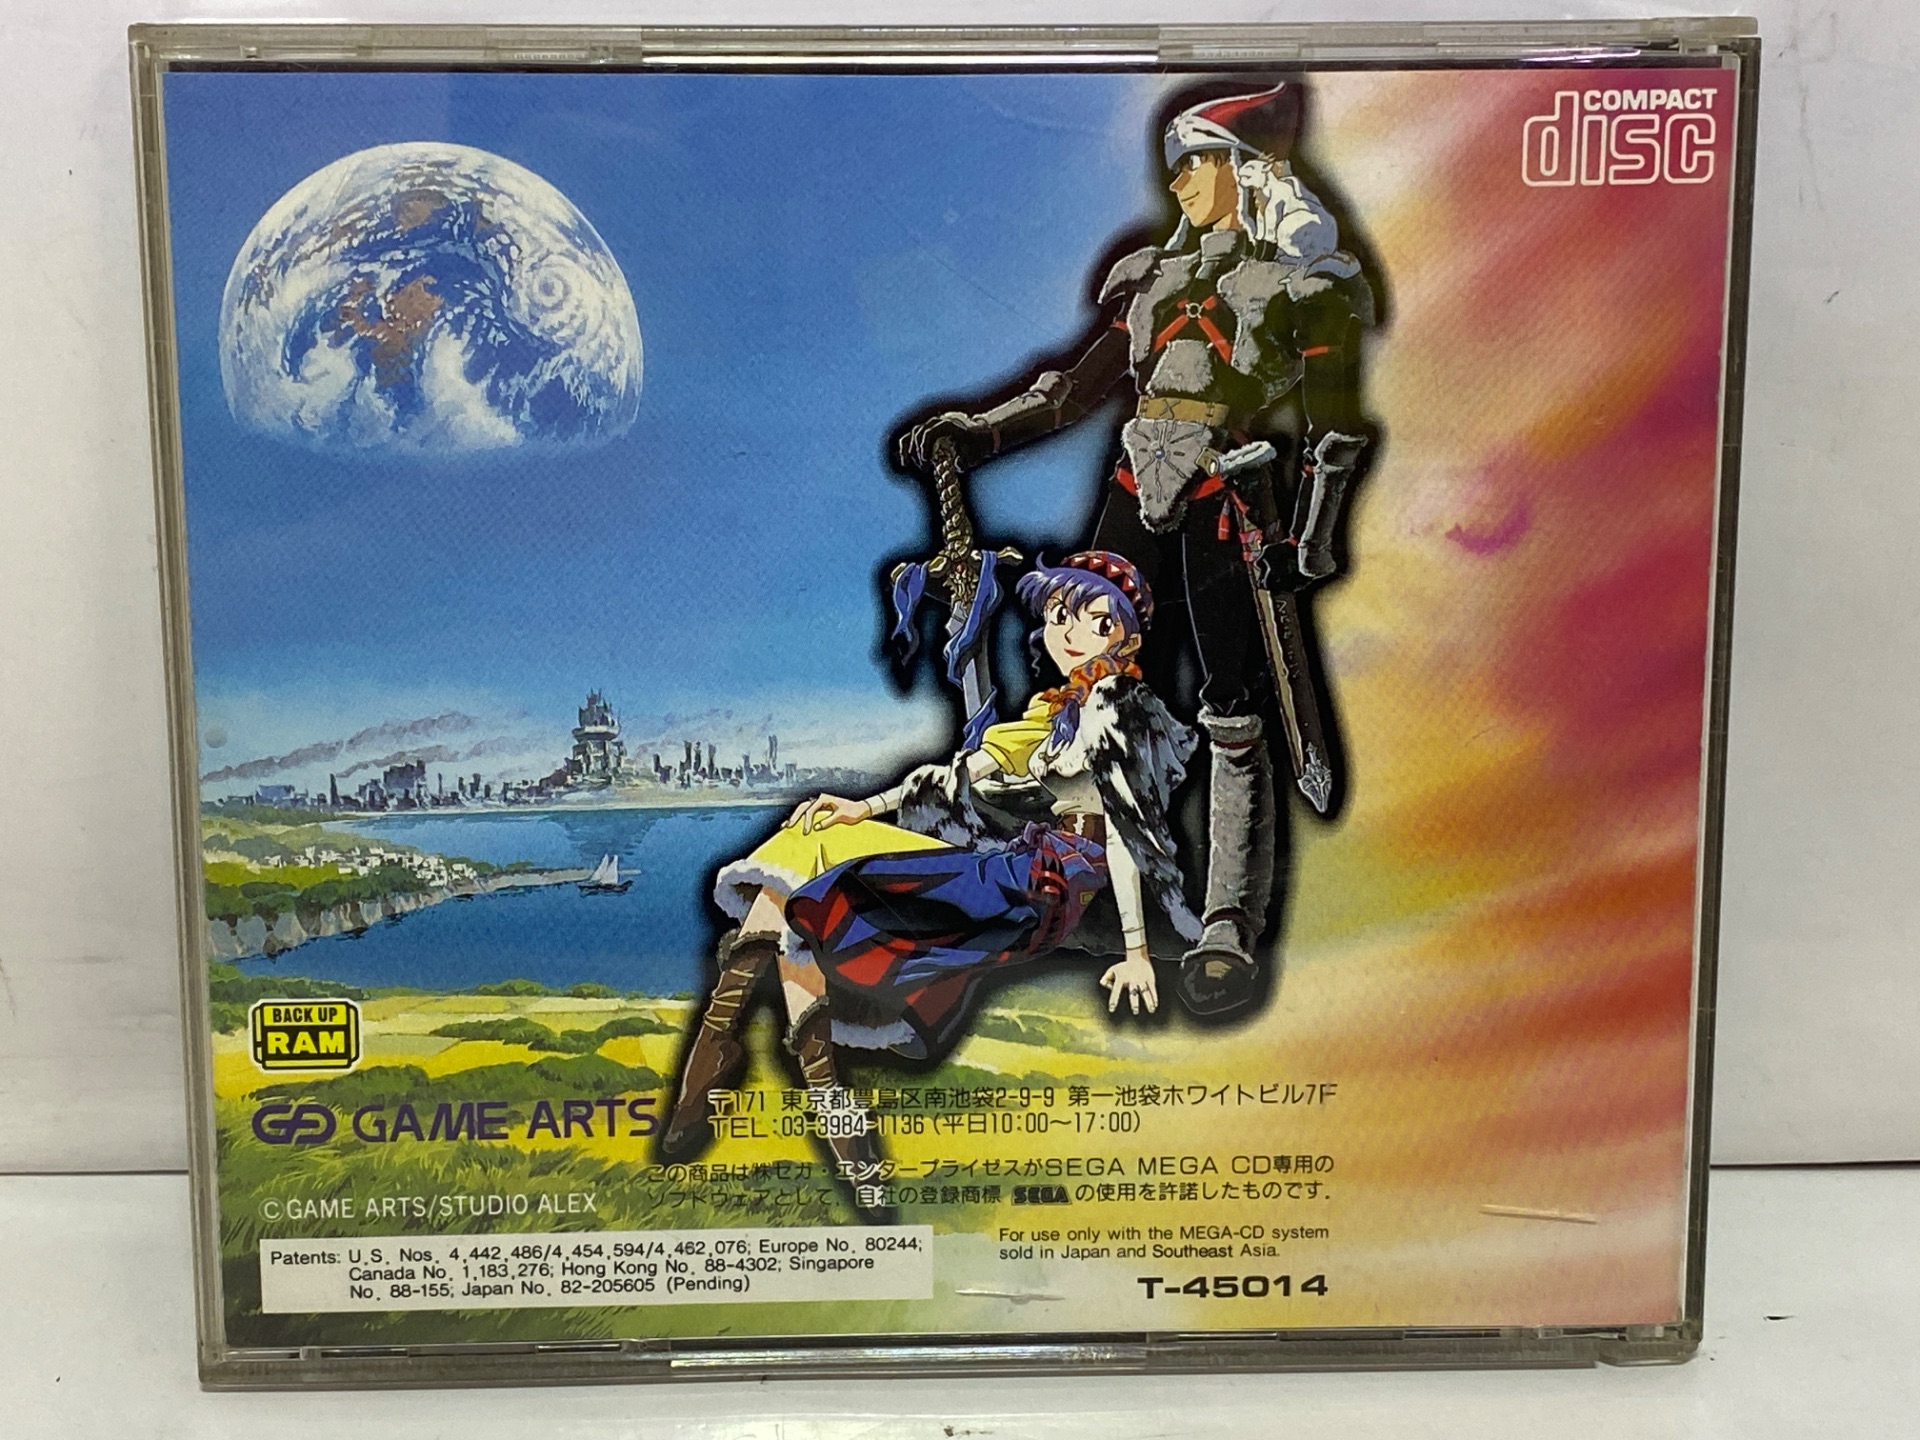 COMPACT
disc
BACK UP
RAM
GAME ARTS
〒171 東京都豊島区南池袋2-9-9 第一池袋ホワイトビル7F
TEL:03-3984-1136(平日10:00〜17:00)
この商品は㈱セガ・エンタープライゼスがSEGA MEGA CD専用の
ソフトウェアとして、自社の登録商標 SEGA の使用を許諾したものです.
©GAME ARTS/STUDIO ALEX
Patents: U.S. Nos. 4,442,486/4,454,594/4,462,076; Europe No. 80244;
Canada No. 1,183,276; Hong Kong No. 88-4302; Singapore
No. 88-155; Japan No. 82-205605 (Pending)
For use only with the MEGA-CD system
sold in Japan and Southeast Asia.
T-45014